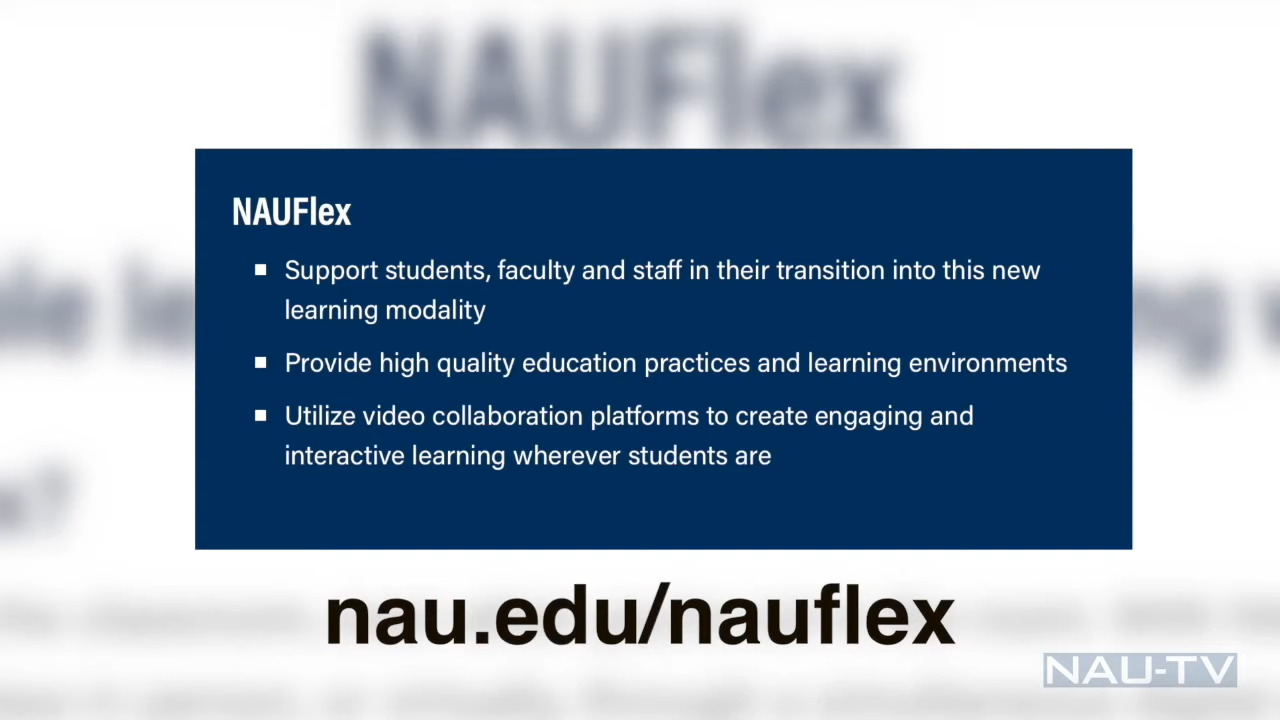 NAUFlex
NAUFlex
▪ Support students, faculty and staff in their transition into this new
learning modality
▪ Provide high quality education practices and learning environments
▪ Utilize video collaboration platforms to create engaging and
interactive learning wherever students are
nau.edu/nauflex
NAU-TV